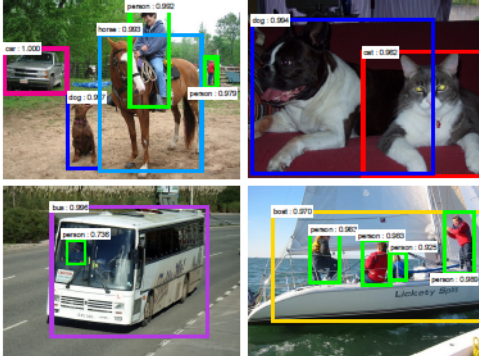 person : 0.992
horse : 0.993
car : 1.000
dog : 0.997
person : 0.979
dog : 0.994
cat : 0.982
bus : 0.996
person : 0.736
boat : 0.970
person : 0.983
person : 0.925
person : 0.989
Lickety Split